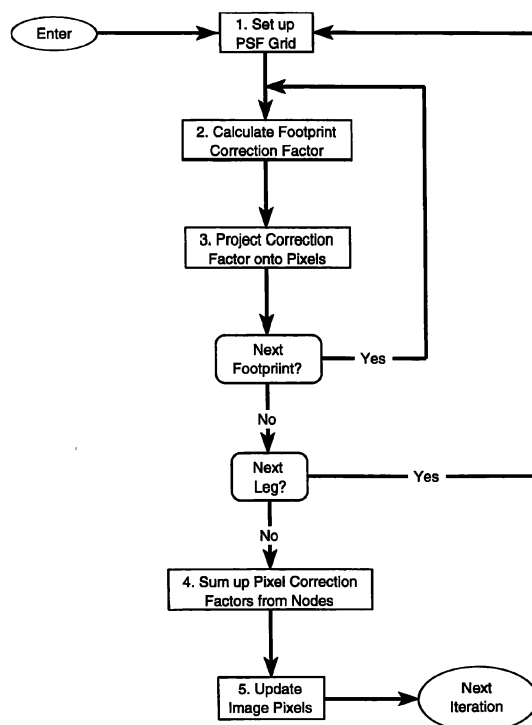 Enter
1. Set up
PSF Grid
2. Calculate Footprint
Correction Factor
3. Project Correction
Factor onto Pixels
Next
Footprint?
Yes
No
Next
Leg?
Yes
No
4. Sum up Pixel Correction
Factors from Nodes
5. Update
Image Pixels
Next
Iteration